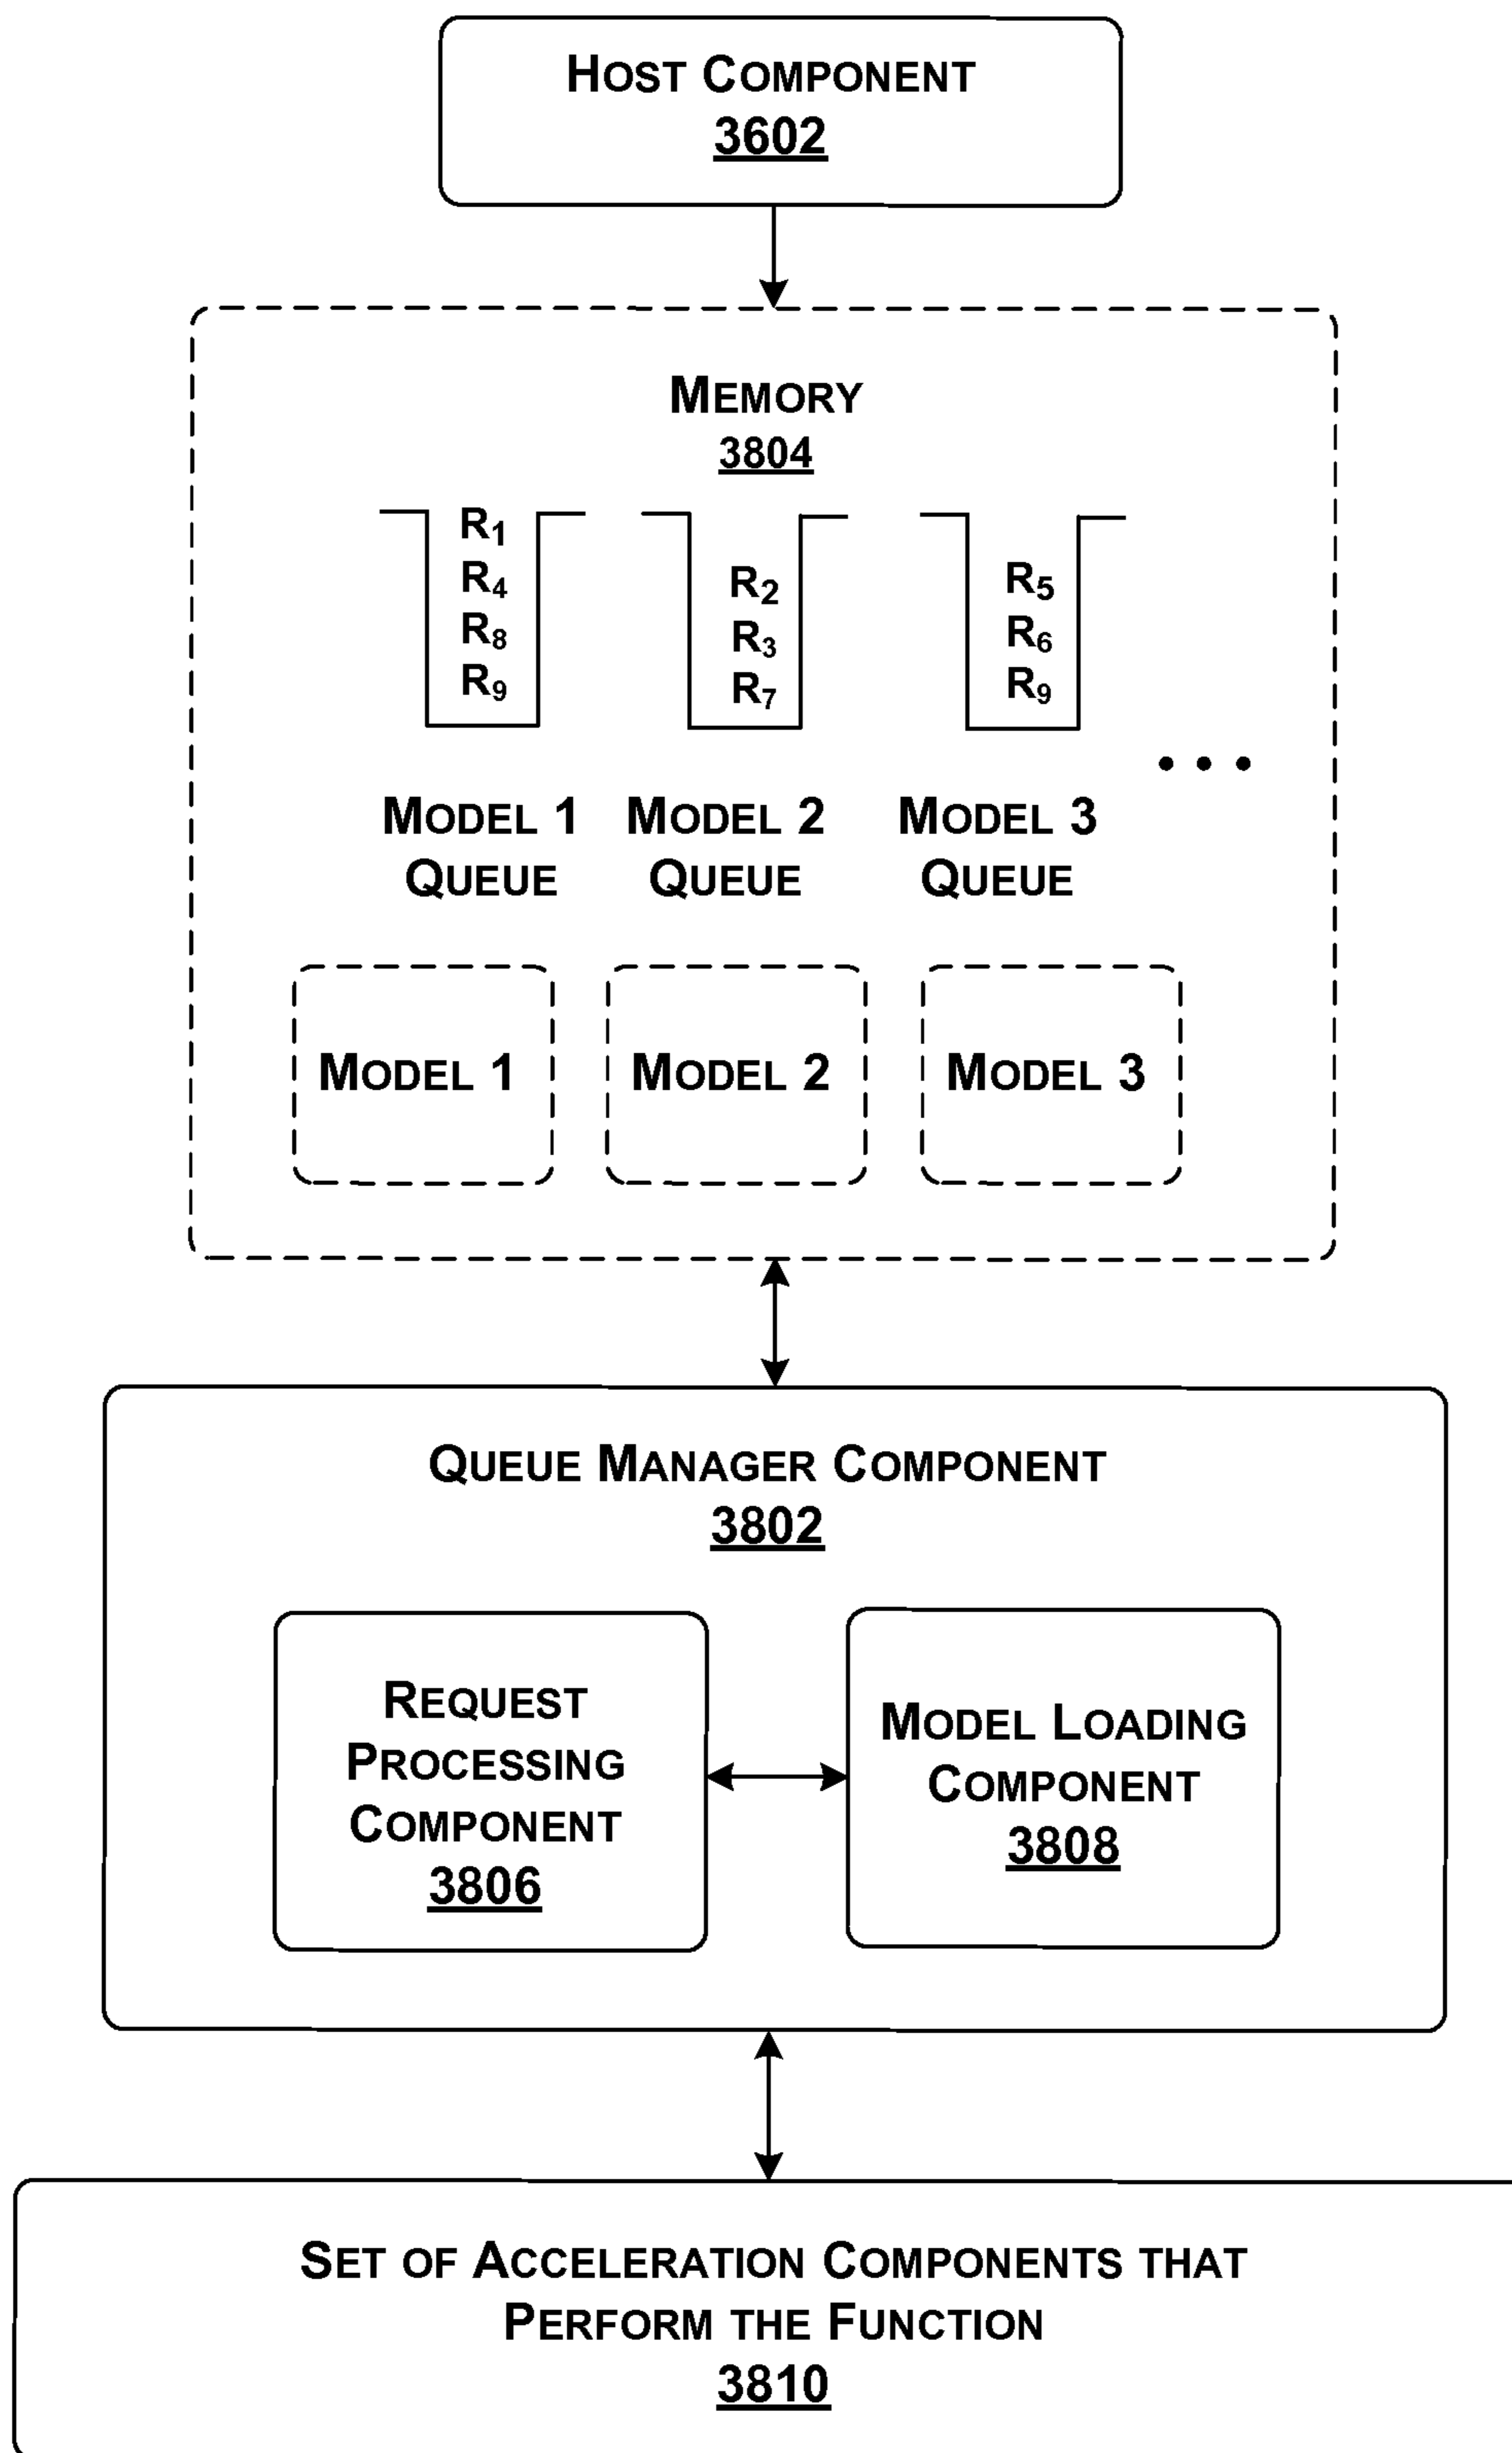 HOST COMPONENT
3602
MEMORY
3804
R1
R4
R8
R9
R2
R3
R7
R5
R6
R9
• • •
MODEL 1
QUEUE
MODEL 2
QUEUE
MODEL 3
QUEUE
MODEL 1
MODEL 2
MODEL 3
QUEUE MANAGER COMPONENT
3802
REQUEST
PROCESSING
COMPONENT
3806
MODEL LOADING
COMPONENT
3808
SET OF ACCELERATION COMPONENTS THAT
PERFORM THE FUNCTION
3810